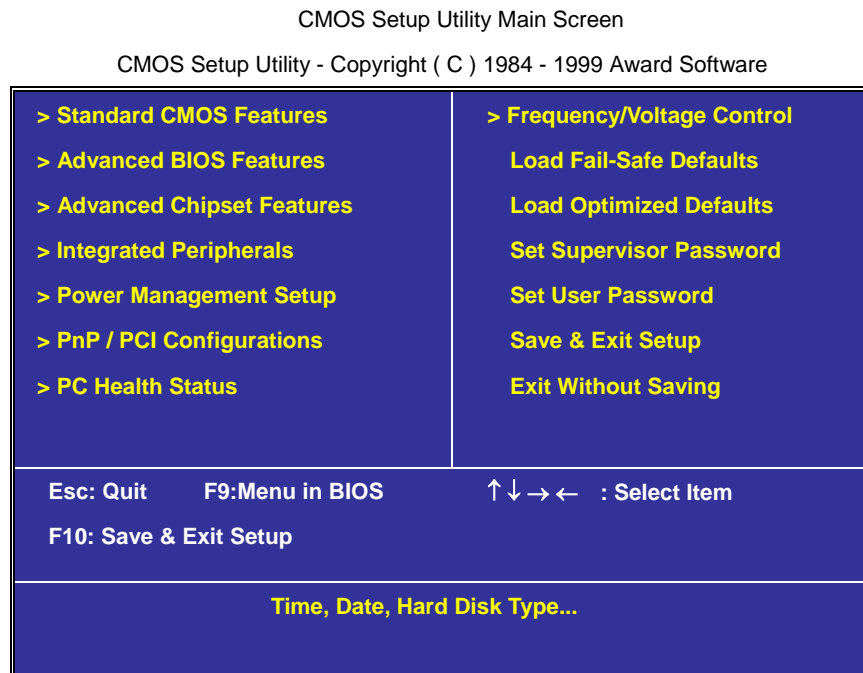 CMOS Setup Utility Main Screen
CMOS Setup Utility - Copyright ( C ) 1984 - 1999 Award Software
> Standard CMOS Features
> Advanced BIOS Features
> Advanced Chipset Features
> Integrated Peripherals
> Power Management Setup
> PnP / PCI Configurations
> PC Health Status
> Frequency/Voltage Control
Load Fail-Safe Defaults
Load Optimized Defaults
Set Supervisor Password
Set User Password
Save & Exit Setup
Exit Without Saving
Esc: Quit F9:Menu in BIOS ↑↓→← : Select Item
F10: Save & Exit Setup
Time, Date, Hard Disk Type...